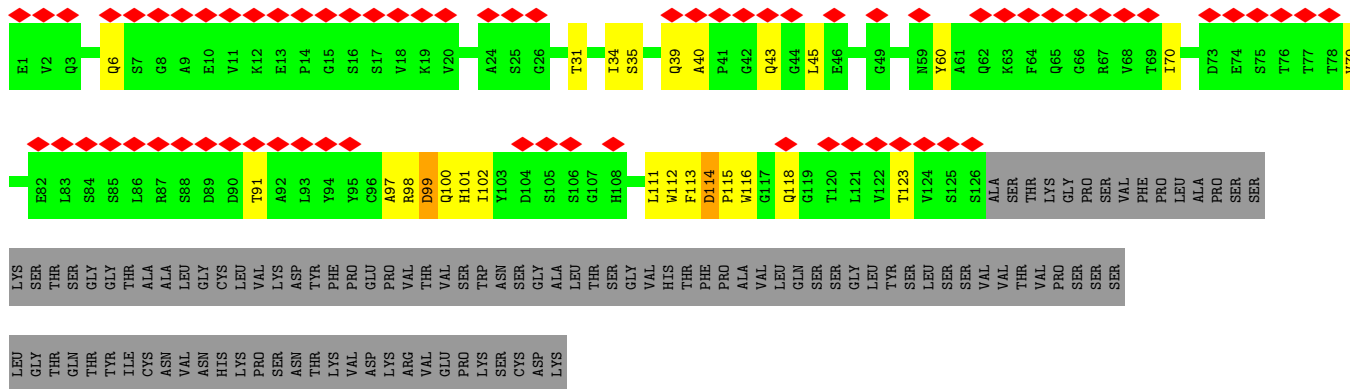 E1 V2 Q3 Q6 S7 G8 A9 E10 V11 K12 E13 P14 G15 S16 S17 V18 K19 V20 A24 S25 G26 T31 I34 S35 Q39 A40 P41 G42 Q43 G44 L45 E46 G49 N59 Y60 A61 Q62 K63 F64 Q65 G66 R67 V68 T69 I70 D73 E74 S75 T76 T77 T78
E82 L83 S84 S85 L86 R87 S88 D89 D90 T91 A92 L93 Y94 Y95 C96 A97 R98 D99 Q100 H101 I102 Y103 D104 S105 S106 G107 H108 L111 W112 F113 D114 P115 W116 G117 Q118 G119 T120 L121 V122 T123 V124 S125 S126 ALA SER THR LYS GLY PRO SER VAL PHE PRO LEU ALA PRO SER SER
LYS SER THR SER GLY GLY THR ALA ALA LEU GLY CYS LEU VAL LYS ASP TYR PHE PRO GLU PRO VAL THR VAL SER TRP ASN SER GLY ALA LEU THR SER GLY VAL HIS THR PHE PRO ALA VAL LEU GLN SER SER GLY LEU TYR SER LEU SER SER VAL VAL THR VAL PRO SER SER SER
LEU GLY THR GLN THR TYR ILE CYS ASN VAL ASN HIS LYS PRO SER ASN THR LYS VAL ASP LYS ARG VAL GLU PRO LYS SER CYS ASP LYS